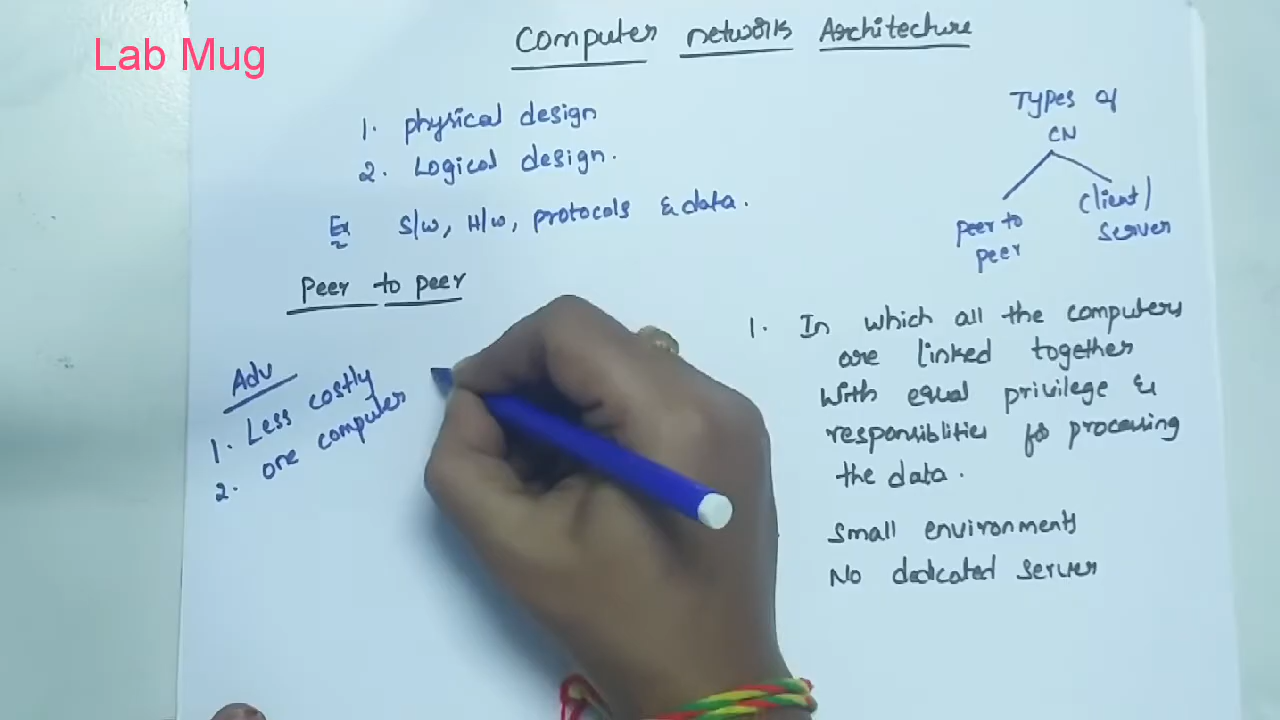 Lab Mug
Computer network Architecture
1. physical design
2. Logical design.
Ex S/W, H/W, protocols & data.
Types of
CN
peer to
peer
client/
server
Peer to peer
Adv
1. Less costly
2. one computer
1. In which all the computers
are linked together
with equal privilege &
responsiblities for processing
the data.
Small environments
No dedicated server